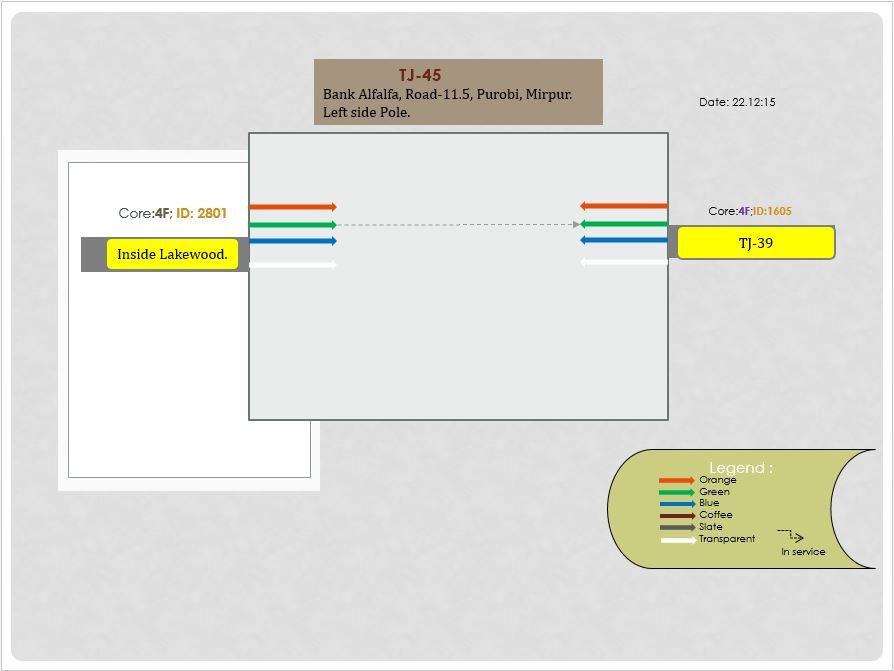 TJ-45
Bank Alfalfa, Road-11.5, Purobi, Mirpur.
Left side Pole.
Date: 22.12:15
Core:4F; ID: 2801
Inside Lakewood.
Core:4F;ID:1605
TJ-39
Legend :
Orange
Green
Blue
Coffee
Slate
Transparent
In service